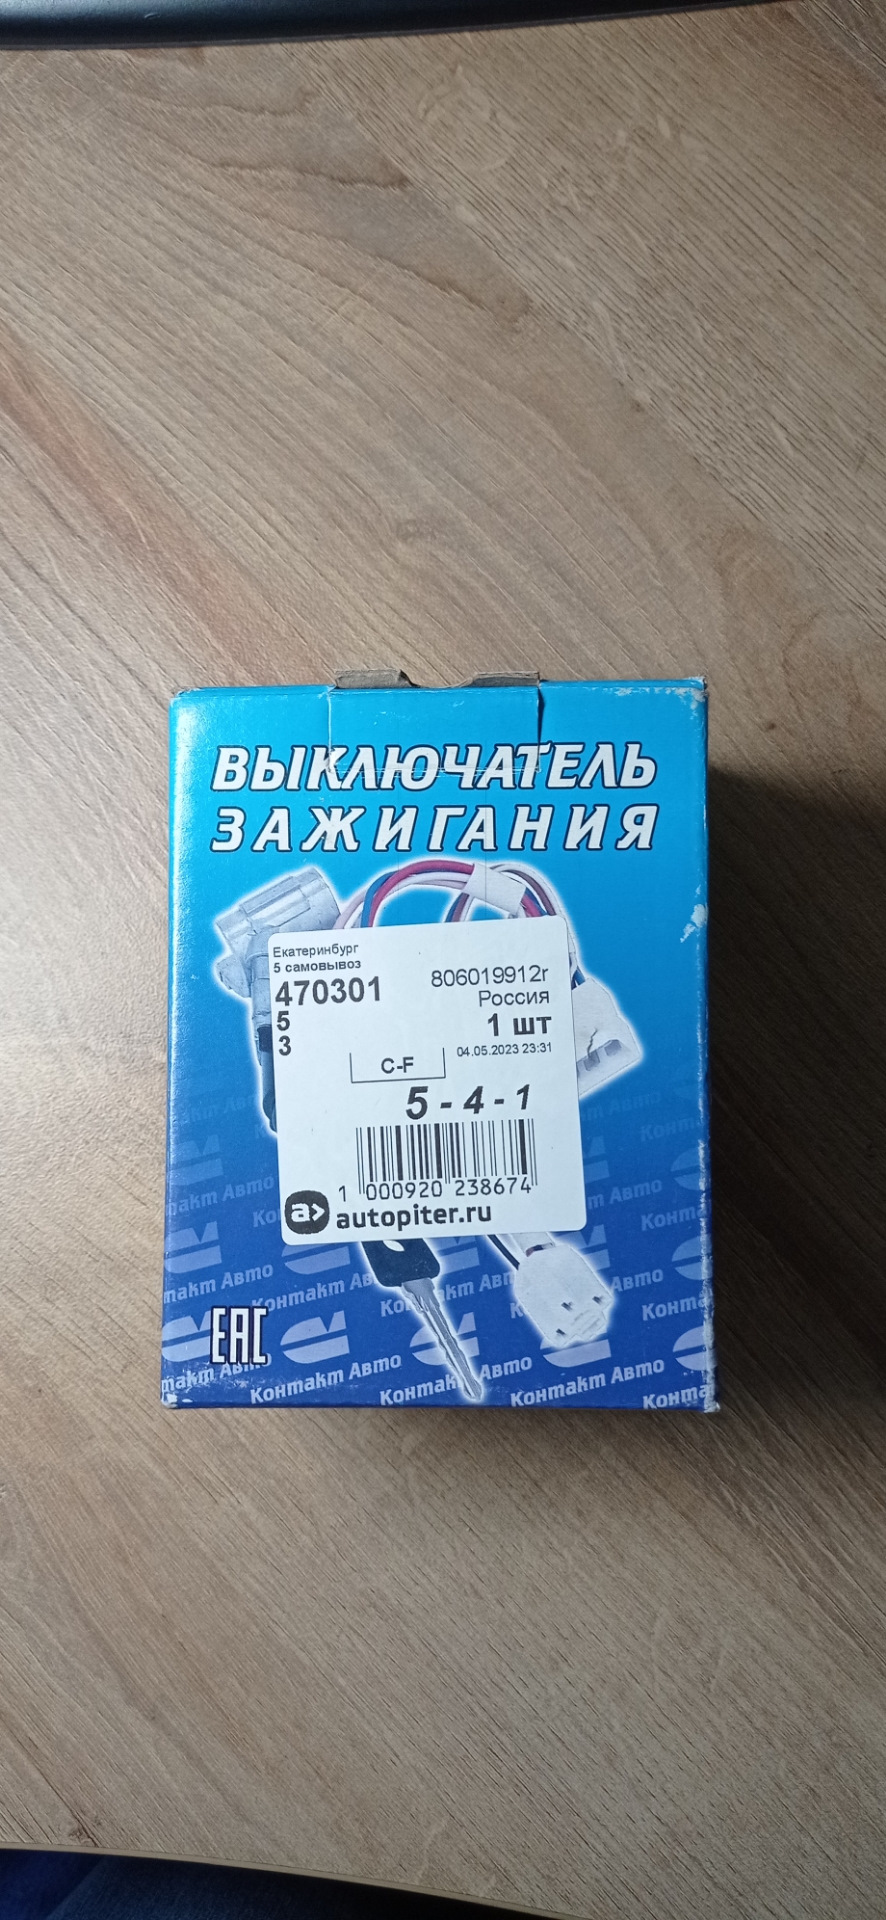 ВЫКЛЮЧАТЕЛЬ
ЗАЖИГАНИЯ
Екатеринбург
5 самовывоз
470301
806019912r
Россия
5
1 шт
3
04.05.2023 23:31
C-F
5 - 4 - 1
1 000920 238674
a> autopiter.ru
Контакт Авто
EAC
Контакт Авто
Контакт Авто
Контакт Авто